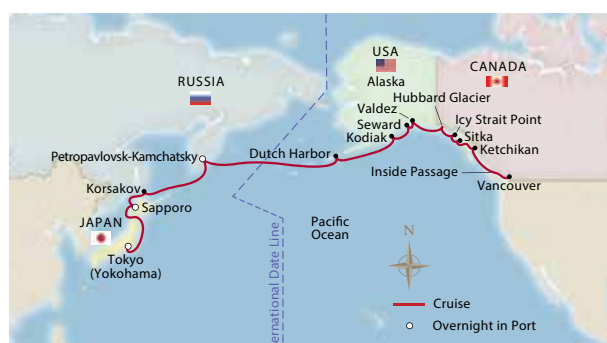 USA
Alaska
CANADA
RUSSIA
Hubbard Glacier
Valdez
Icy Strait Point
Seward
Sitka
Kodiak
Ketchikan
Petropavlovsk-Kamchatsky
Dutch Harbor
Inside Passage
Vancouver
Korsakov
Sapporo
JAPAN
Tokyo
(Yokohama)
Pacific
Ocean
ernational Date Line
N
Cruise
Overnight in Port